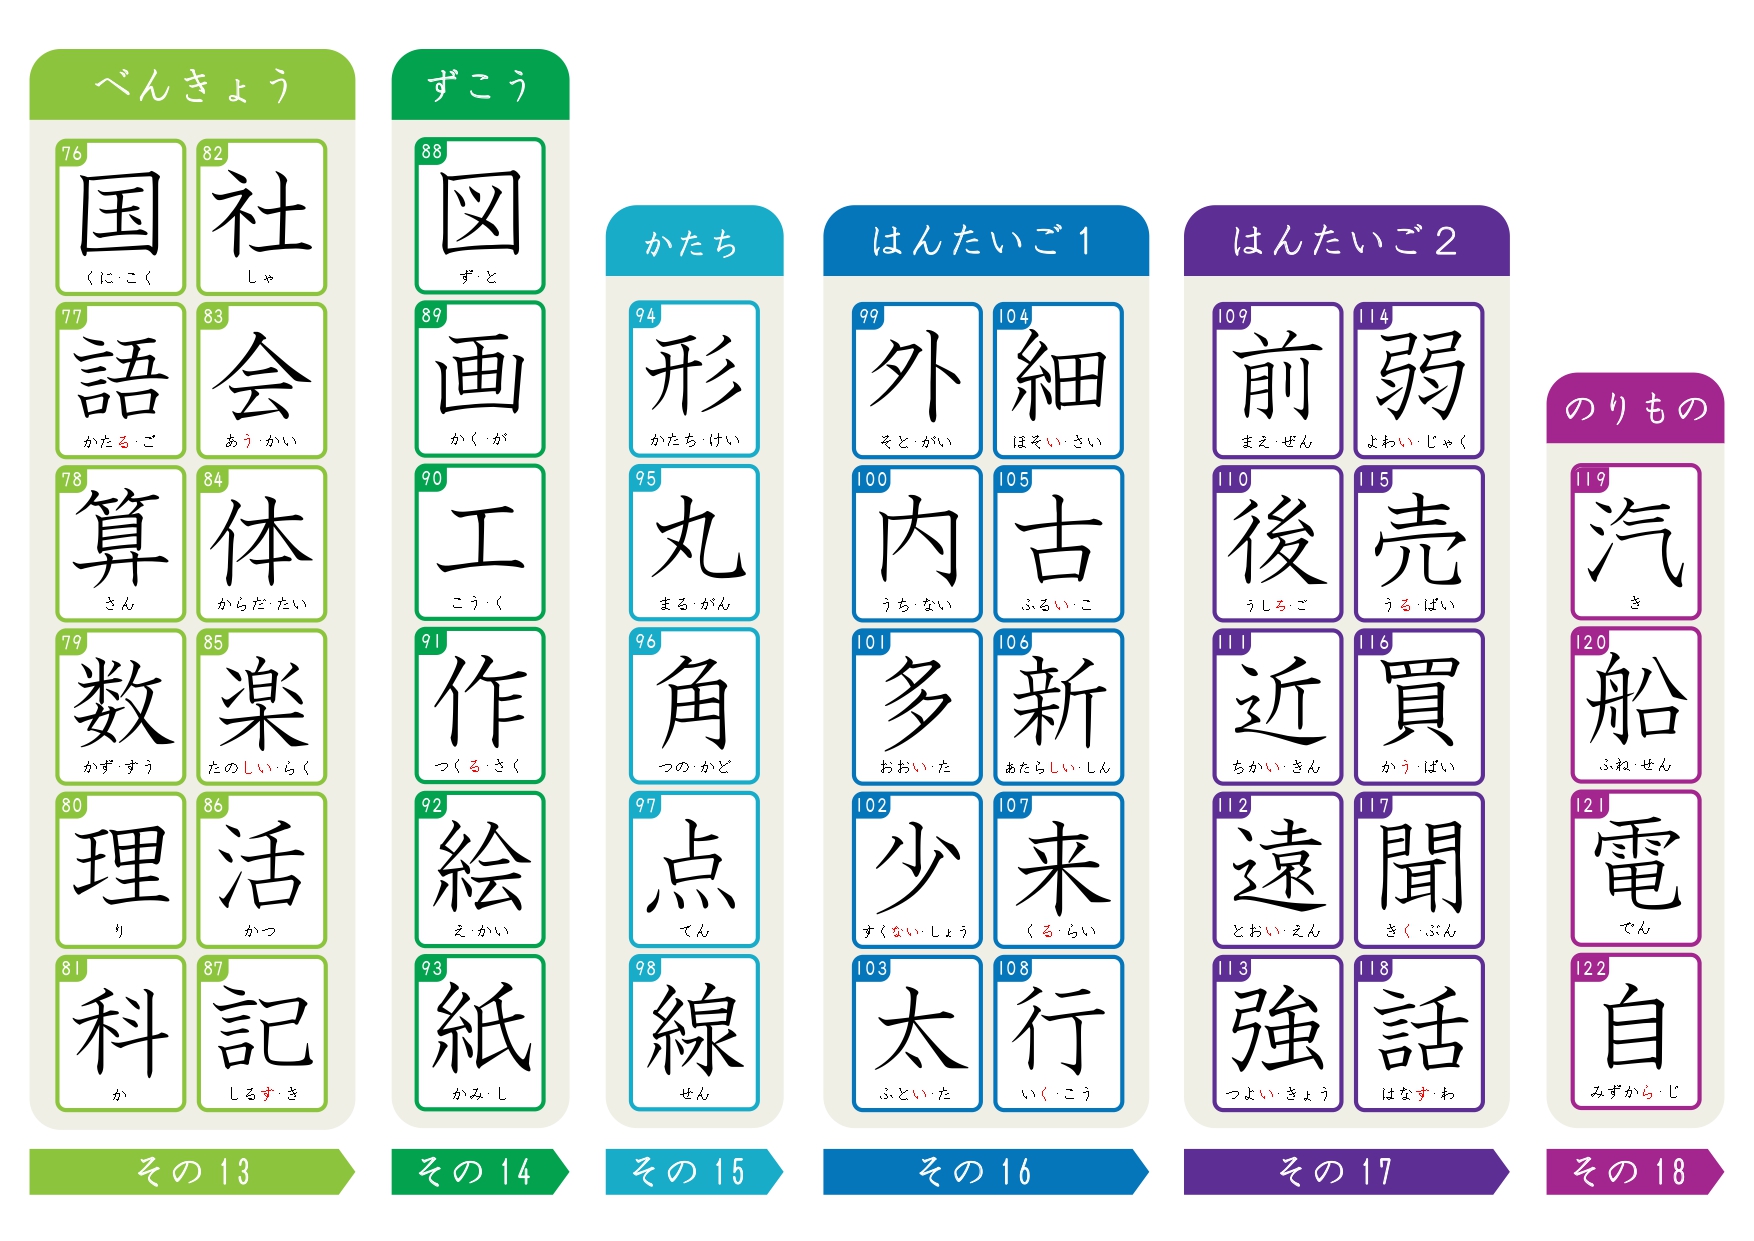 べんきょう
76
国
くに・こく
77
語
かたる・ご
78
算
さん
79
数
かず・すう
80
理
り
81
科
か
82
社
しゃ
83
会
あう・かい
84
体
からだ・たい
85
楽
たのしい・らく
86
活
かつ
87
記
しるす・き
その13
ずこう
88
図
ず・と
89
画
かく・が
90
工
こう・く
91
作
つくる・さく
92
絵
え・かい
93
紙
かみ・し
その14
かたち
94
形
かたち・けい
95
丸
まる・がん
96
角
つの・かど
97
点
てん
98
線
せん
その15
はんたいご1
99
外
そと・がい
100
内
うち・ない
101
多
おおい・た
102
少
すくない・しょう
103
太
ふとい・た
104
細
ほそい・さい
105
古
ふるい・こ
106
新
あたらしい・しん
107
来
くる・らい
108
行
いく・こう
その16
はんたいご2
109
前
まえ・ぜん
110
後
うしろ・ご
111
近
ちかい・きん
112
遠
とおい・えん
113
強
つよい・きょう
114
弱
よわい・じゃく
115
売
うる・ばい
116
買
かう・ばい
117
聞
きく・ぶん
118
話
はなす・わ
その17
のりもの
119
汽
き
120
船
ふね・せん
121
電
でん
122
自
みずから・じ
その18